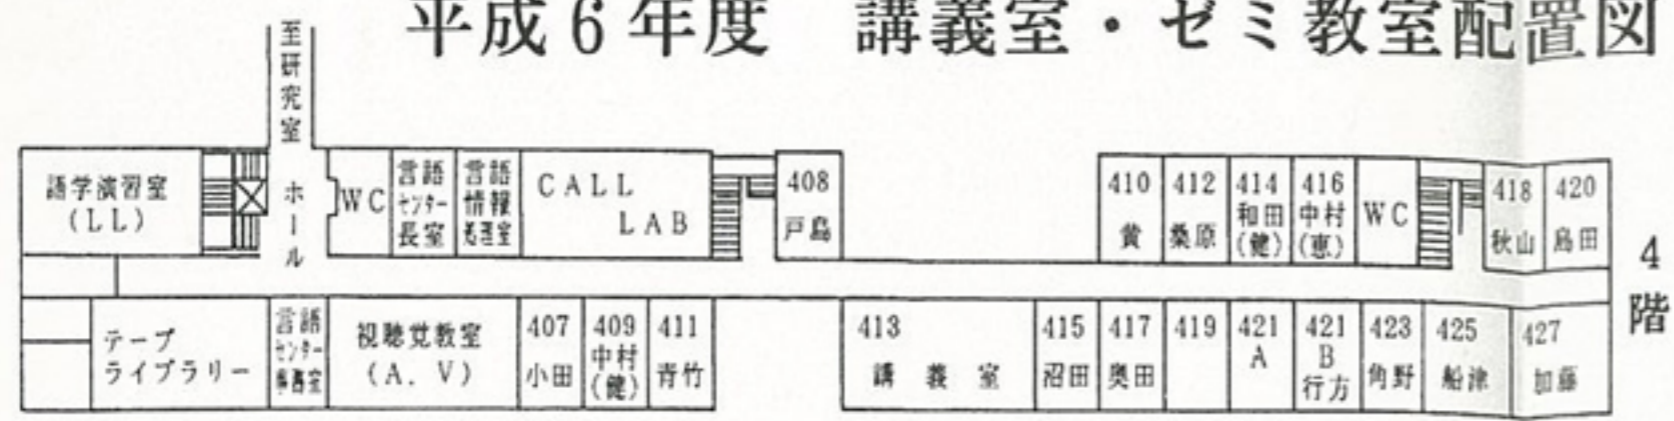 平成6年度 講義室・ゼミ教室配置図
至研究室
語学演習室
(LL)
ホール
WC
言語
センター
長室
言語
情報
処理室
CALL
LAB
408
戸島
410
黄
412
桑原
414
和田
(健)
416
中村
(恵)
WC
418
秋山
420
島田
4階
テープ
ライブラリー
言語
センター
事務室
視聴覚教室
(A.V)
407
小田
409
中村
(健)
411
青竹
413
講義室
415
沼田
417
奥田
419
421
A
421
B
行方
423
角野
425
船津
427
加藤